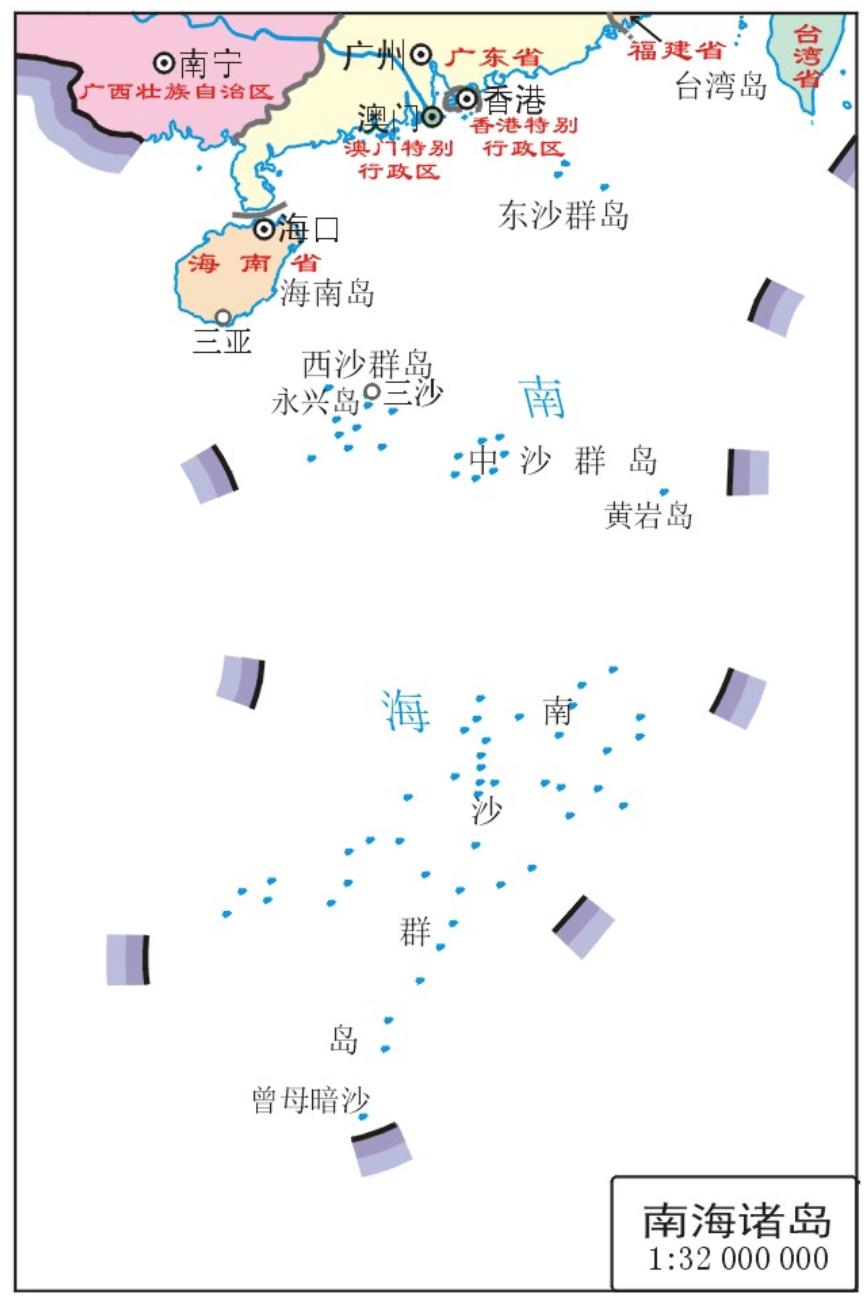 南宁
广西壮族自治区
广州
广东省
福建省
台湾省
台湾岛
香港
香港特别
行政区
澳门
澳门特别
行政区
东沙群岛
海口
海南省
海南岛
三亚
西沙群岛
永兴岛
三沙
南
中沙群岛
黄岩岛
海
南
沙
群
岛
曾母暗沙
南海诸岛
1:32 000 000